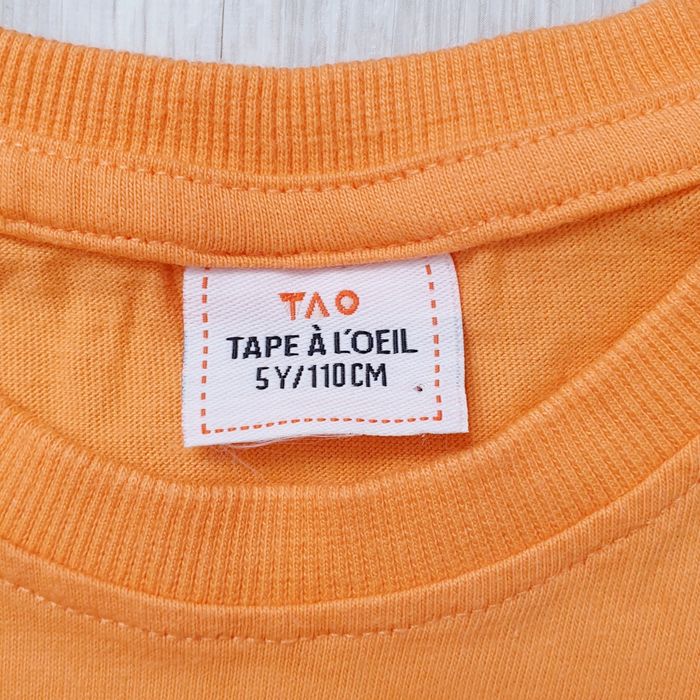 TAO
TAPE À L'OEIL
5Y/110CM